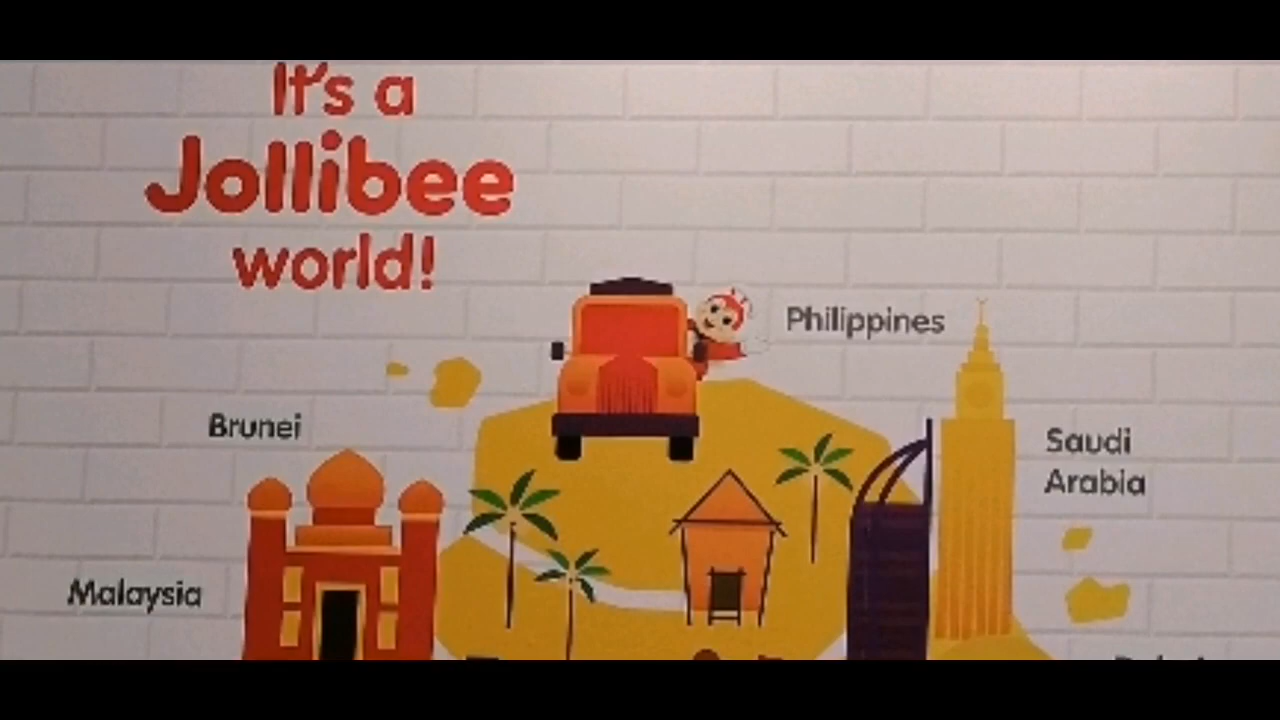 It's a
Jollibee
world!
Philippines
Brunei
Saudi
Arabia
Malaysia